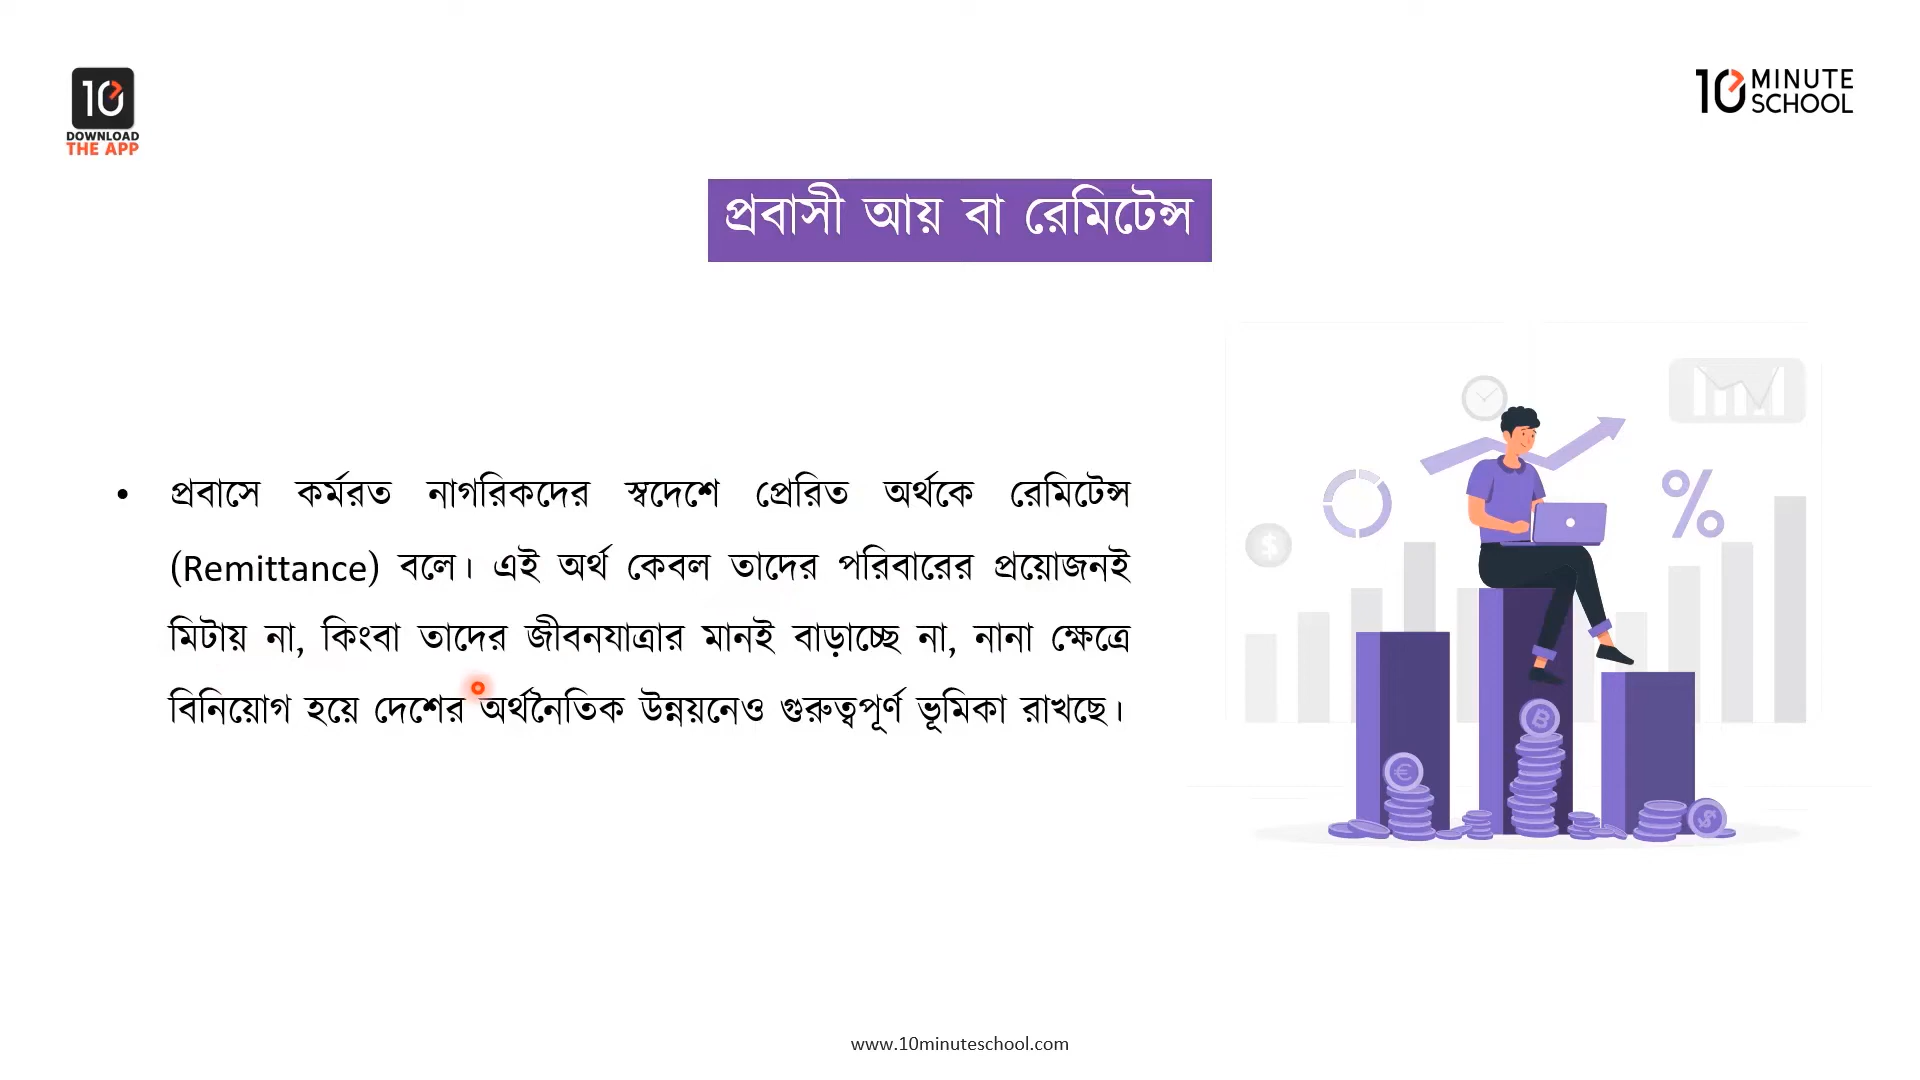 10
DOWNLOAD
THE APP
10 MINUTE
SCHOOL
প্রবাসী আয় বা রেমিটেন্স
• প্রবাসে কর্মরত নাগরিকদের স্বদেশে প্রেরিত অর্থকে রেমিটেন্স
(Remittance) বলে। এই অর্থ কেবল তাদের পরিবারের প্রয়োজনই
মিটায় না, কিংবা তাদের জীবনযাত্রার মানই বাড়াচ্ছে না, নানা ক্ষেত্রে
বিনিয়োগ হয়ে দেশের অর্থনৈতিক উন্নয়নেও গুরুত্বপূর্ণ ভূমিকা রাখছে।
www.10minuteschool.com